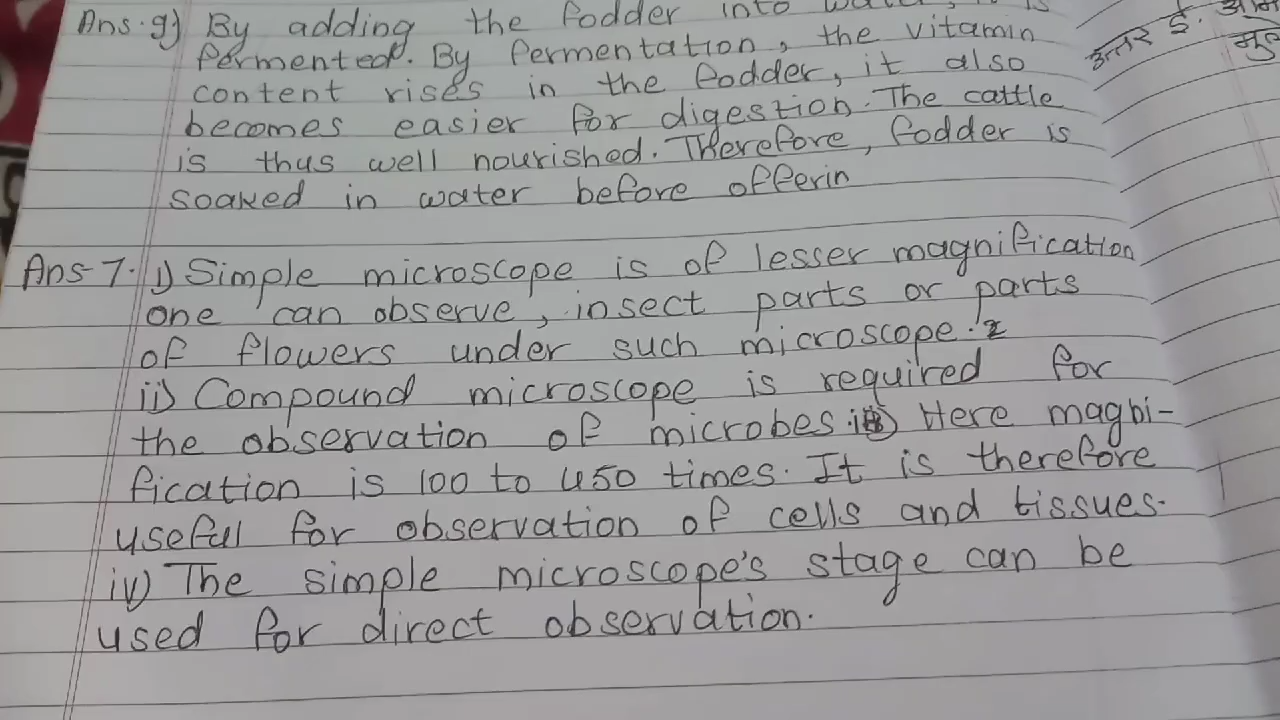 Ans. g) By adding the fodder into water, it is
fermented. By fermentation, the vitamin
content rises in the fodder, it also
becomes easier for digestion. The cattle
is thus well nourished. Therefore, fodder is
soaked in water before offerin
Ans 7. i) Simple microscope is of lesser magnification
one can observe, insect parts or parts
of flowers under such microscope.
ii) Compound microscope is required for
the observation of microbes. Here magni-
fication is 100 to 450 times. It is therefore
useful for observation of cells and tissues.
iv) The simple microscope's stage can be
used for direct observation.
उत्तर ई.